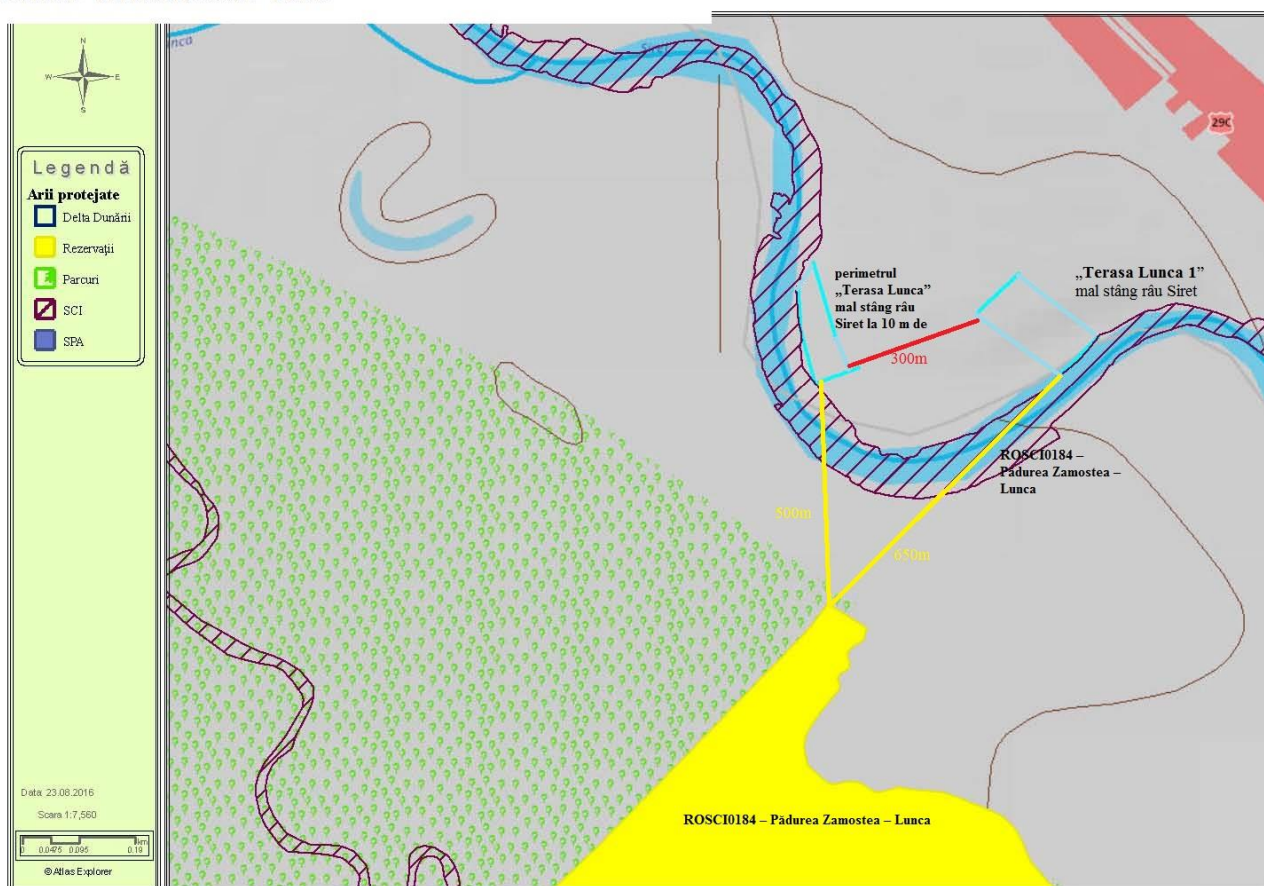 N
W
E
S
Legendă
Arii protejate
Delta Dunării
Rezervații
Parcuri
SCI
SPA
Data: 23.08.2016
Scara 1:7,560
km
0 0.0475 0.095 0.19
© Atlas Explorer
29C
perimetrul
„Terasa Lunca”
mal stâng râu
Siret la 10 m de
„Terasa Lunca 1”
mal stâng râu Siret
300m
ROSCI0184 –
Pădurea Zamostea –
Lunca
500m
650m
ROSCI0184 – Pădurea Zamostea – Lunca